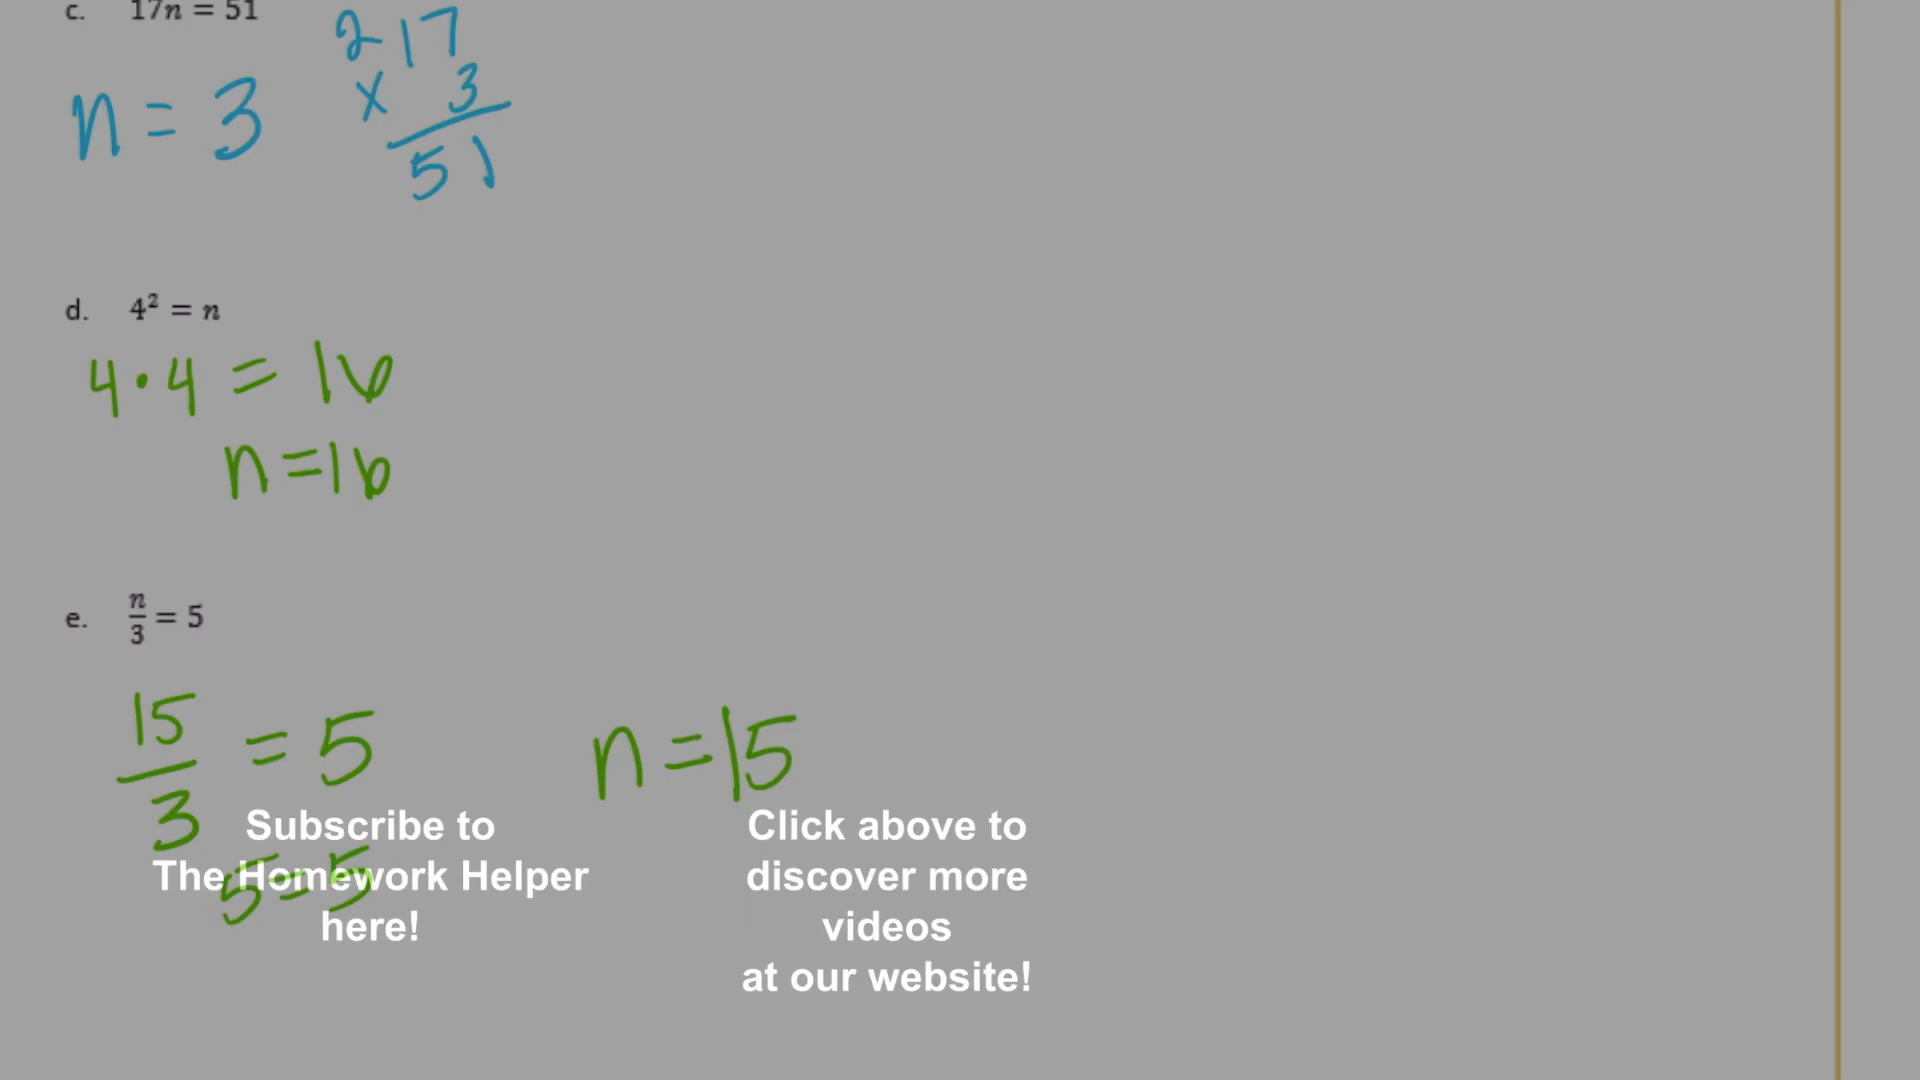 c. 17n = 51
n = 3
2 17
x 3
51
d. 4² = n
4 · 4 = 16
n = 16
e. n/3 = 5
15/3 = 5
n = 15
5 = 5
Subscribe to
The Homework Helper
here!
Click above to
discover more
videos
at our website!